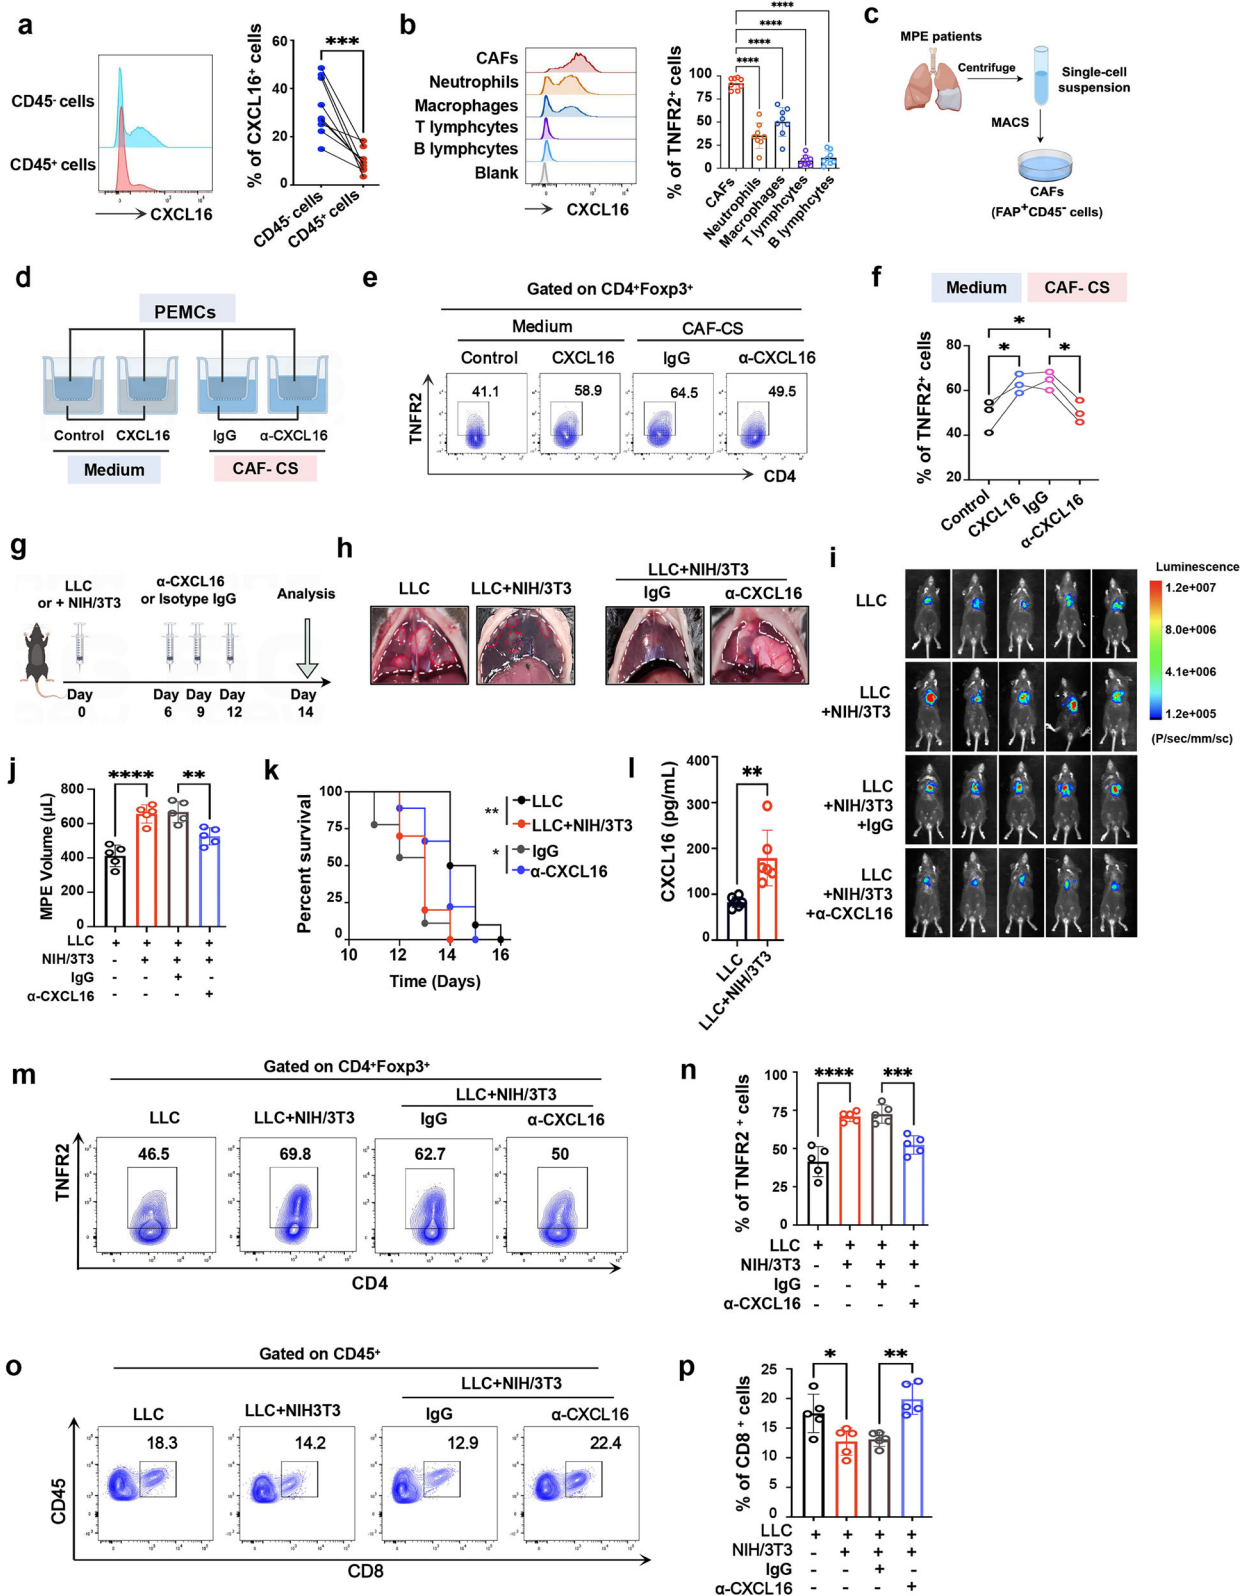 a
% of CXCL16⁺ cells
60
40
20
0
***
CD45⁻ cells
CD45⁺ cells
CXCL16
CD45⁻ cells
CD45⁺ cells
b
CAFs
Neutrophils
Macrophages
T lymphcytes
B lymphcytes
Blank
CXCL16
% of TNFR2⁺ cells
100
75
50
25
0
****
****
****
****
CAFs
Neutrophils
Macrophages
T lymphcytes
B lymphcytes
c
MPE patients
Centrifuge
Single-cell
suspension
MACS
CAFs
(FAP⁺CD45⁻ cells)
d
PEMCs
Control
CXCL16
IgG
α-CXCL16
Medium
CAF- CS
e
Gated on CD4⁺Foxp3⁺
Medium
CAF-CS
Control
CXCL16
IgG
α-CXCL16
41.1
58.9
64.5
49.5
TNFR2
CD4
f
Medium
CAF- CS
% of TNFR2⁺ cells
80
60
40
20
*
*
*
Control
CXCL16
IgG
α-CXCL16
g
LLC
or + NIH/3T3
α-CXCL16
or Isotype IgG
Analysis
Day
0
Day
6
Day
9
Day
12
Day
14
h
LLC
LLC+NIH/3T3
LLC+NIH/3T3
IgG
α-CXCL16
i
LLC
LLC
+NIH/3T3
LLC
+NIH/3T3
+IgG
LLC
+NIH/3T3
+α-CXCL16
Luminescence
1.2e+007
8.0e+006
4.1e+006
1.2e+005
(P/sec/mm/sc)
j
MPE Volume (μL)
800
600
400
200
0
****
**
LLC + + + +
NIH/3T3 - + + +
IgG - - + -
α-CXCL16 - - - +
k
Percent survival
100
75
50
25
0
10 12 14 16
Time (Days)
LLC
LLC+NIH/3T3
IgG
α-CXCL16
**
*
l
CXCL16 (pg/mL)
400
300
200
100
0
**
LLC
LLC+NIH/3T3
m
Gated on CD4⁺Foxp3⁺
LLC+NIH/3T3
LLC
LLC+NIH/3T3
IgG
α-CXCL16
46.5
69.8
62.7
50
TNFR2
CD4
n
% of TNFR2 ⁺ cells
100
75
50
25
0
****
***
LLC + + + +
NIH/3T3 - + + +
IgG - - + -
α-CXCL16 - - - +
o
Gated on CD45⁺
LLC+NIH/3T3
LLC
LLC+NIH3T3
IgG
α-CXCL16
18.3
14.2
12.9
22.4
CD45
CD8
p
% of CD8 ⁺ cells
25
20
15
10
5
0
*
**
LLC + + + +
NIH/3T3 - + + +
IgG - - + -
α-CXCL16 - - - +